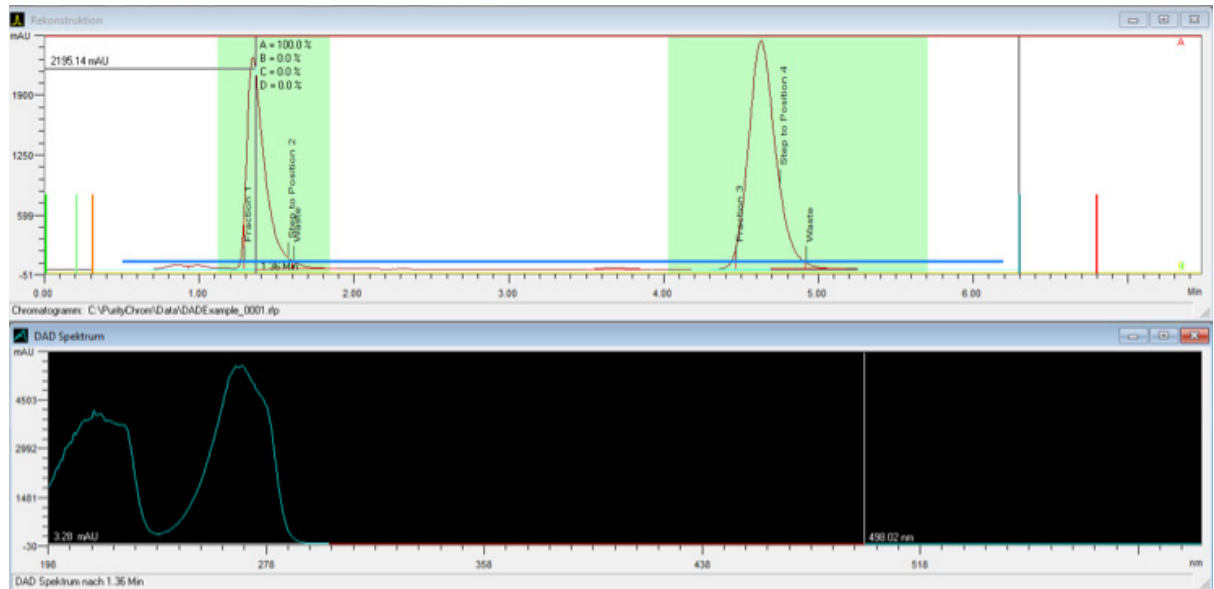 Rekonstruktion
mAU
2195.14 mAU
A = 100.0 %
B = 0.0 %
C = 0.0 %
D = 0.0 %
A
1900
1250
599
-51
Fraction 1
Step to Position 2
Waste
1.36 Min
Fraction 3
Step to Position 4
Waste
0.00 1.00 2.00 3.00 4.00 5.00 6.00 Min
Chromatogramm: C:\PurityChrom\Data\DADExample_0001.rlp
DAD Spektrum
mAU
4503
2992
1481
-30
3.28 mAU
498.02 nm
198 278 358 438 518 nm
DAD Spektrum nach 1.36 Min